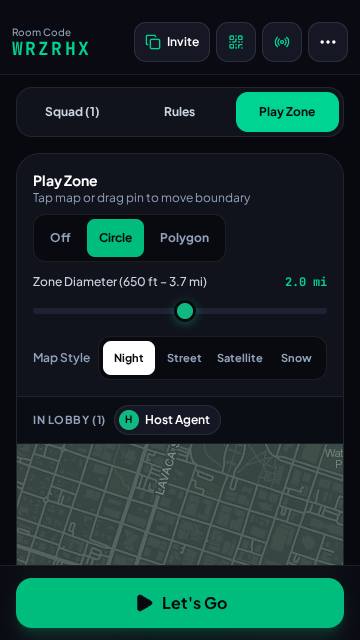 Room Code
WRZRHX
Invite
Squad (1)
Rules
Play Zone
Play Zone
Tap map or drag pin to move boundary
Off
Circle
Polygon
Zone Diameter (650 ft – 3.7 mi)
2.0 mi
Map Style
Night
Street
Satellite
Snow
IN LOBBY (1)
H
Host Agent
LAVACA
Wat
P
Let's Go